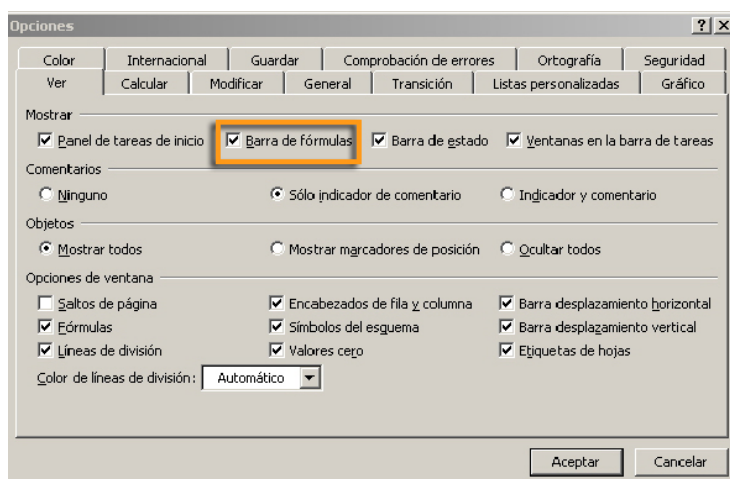 Opciones
Color Internacional Guardar Comprobación de errores Ortografía Seguridad
Ver Calcular Modificar General Transición Listas personalizadas Gráfico
Mostrar
Panel de tareas de inicio Barra de fórmulas Barra de estado Ventanas en la barra de tareas
Comentarios
Ninguno Sólo indicador de comentario Indicador y comentario
Objetos
Mostrar todos Mostrar marcadores de posición Ocultar todos
Opciones de ventana
Saltos de página Encabezados de fila y columna Barra desplazamiento horizontal
Fórmulas Símbolos del esquema Barra desplazamiento vertical
Líneas de división Valores cero Etiquetas de hojas
Color de líneas de división: Automático
Aceptar Cancelar